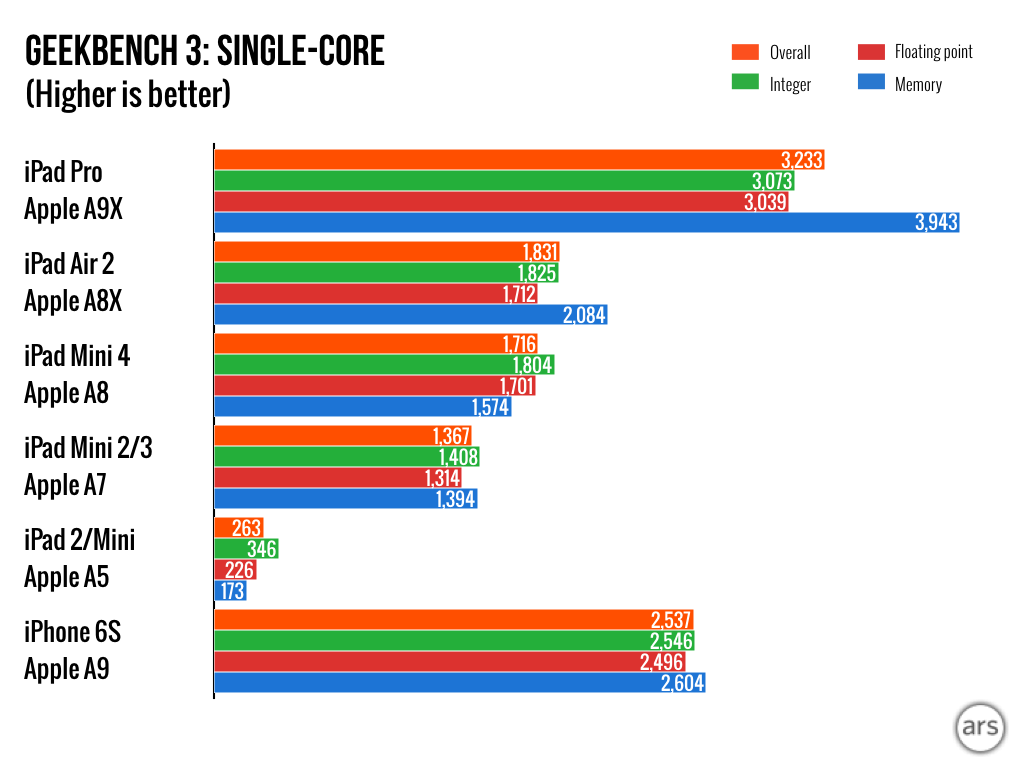 GEEKBENCH 3: SINGLE-CORE
(Higher is better)
Overall
Floating point
Integer
Memory
iPad Pro
Apple A9X
3,233
3,073
3,039
3,943
iPad Air 2
Apple A8X
1,831
1,825
1,712
2,084
iPad Mini 4
Apple A8
1,716
1,804
1,701
1,574
iPad Mini 2/3
Apple A7
1,367
1,408
1,314
1,394
iPad 2/Mini
Apple A5
263
346
226
173
iPhone 6S
Apple A9
2,537
2,546
2,496
2,604
ars